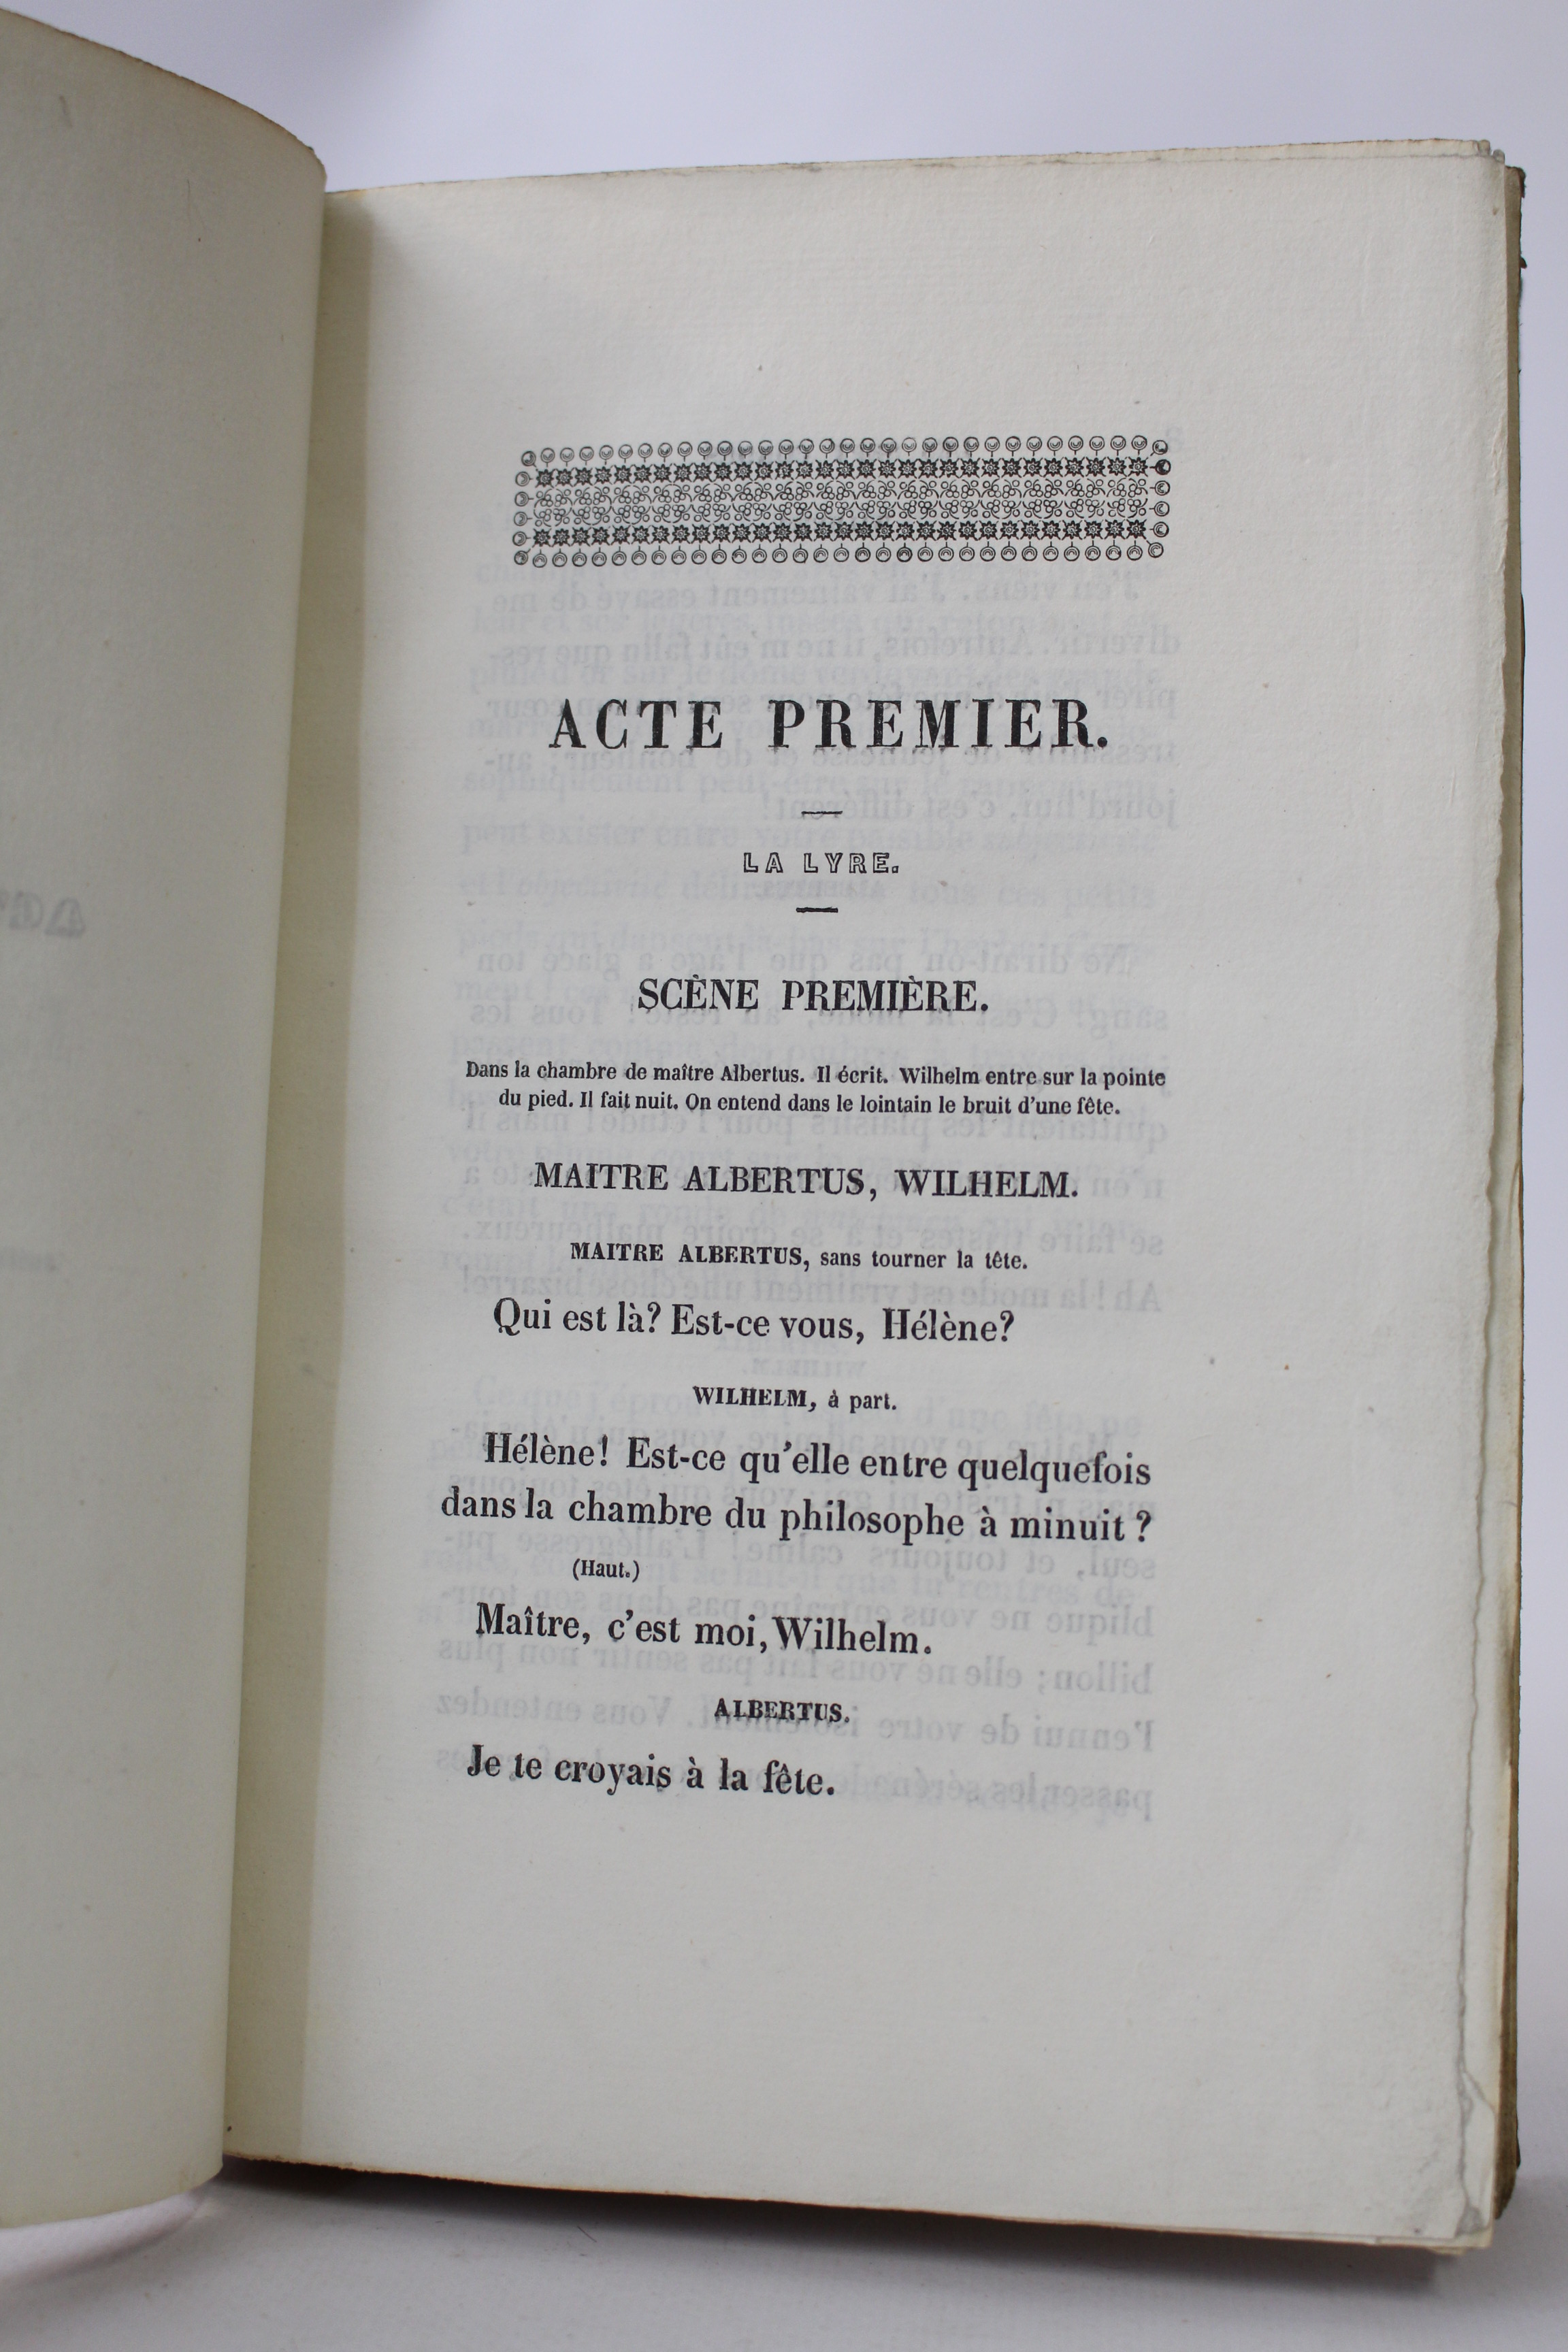 ACTE PREMIER.
LA LYRE.
SCÈNE PREMIÈRE.
Dans la chambre de maître Albertus. Il écrit. Wilhelm entre sur la pointe
du pied. Il fait nuit. On entend dans le lointain le bruit d'une fête.
MAITRE ALBERTUS, WILHELM.
MAITRE ALBERTUS, sans tourner la tête.
Qui est là? Est-ce vous, Hélène?
WILHELM, à part.
Hélène! Est-ce qu'elle entre quelquefois
dans la chambre du philosophe à minuit?
(Haut.)
Maître, c'est moi, Wilhelm.
ALBERTUS.
Je te croyais à la fête.